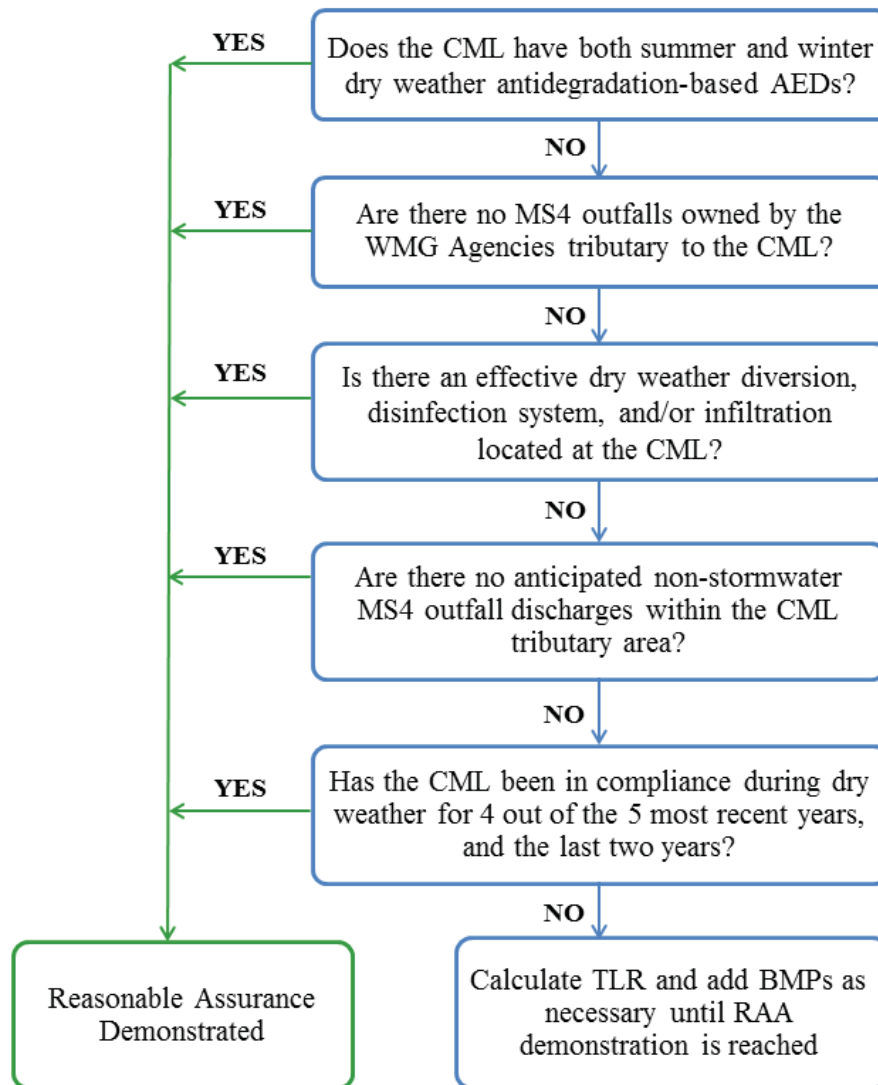 YES
Does the CML have both summer and winter
dry weather antidegradation-based AEDs?
NO
YES
Are there no MS4 outfalls owned by the
WMG Agencies tributary to the CML?
NO
YES
Is there an effective dry weather diversion,
disinfection system, and/or infiltration
located at the CML?
NO
YES
Are there no anticipated non-stormwater
MS4 outfall discharges within the CML
tributary area?
NO
YES
Has the CML been in compliance during dry
weather for 4 out of the 5 most recent years,
and the last two years?
NO
Reasonable Assurance
Demonstrated
Calculate TLR and add BMPs as
necessary until RAA
demonstration is reached